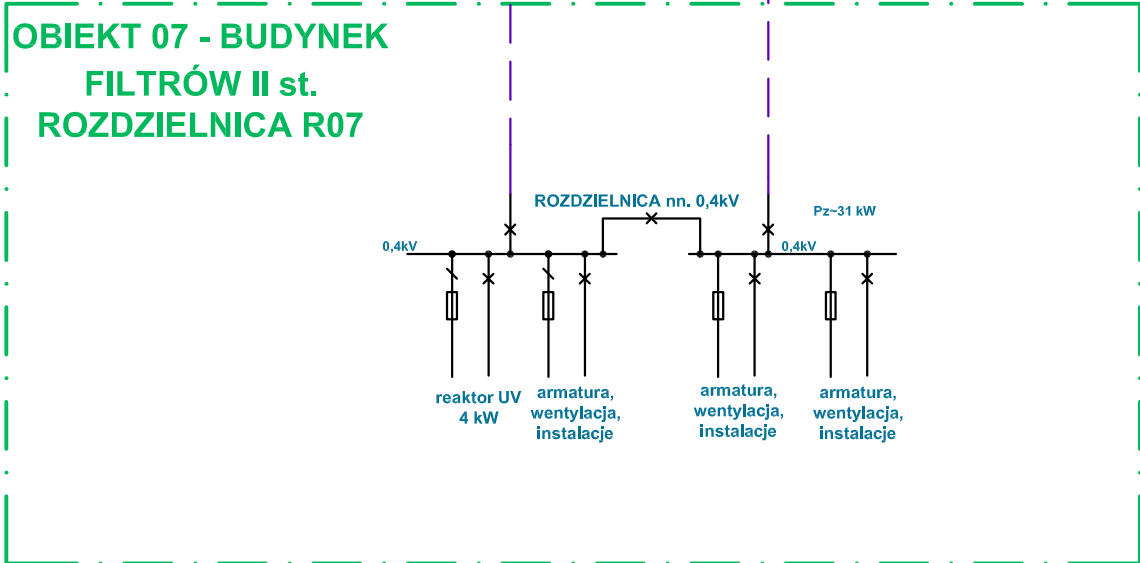 OBIEKT 07 - BUDYNEK
FILTRÓW II st.
ROZDZIELNICA R07
ROZDZIELNICA nn. 0,4kV
Pz~31 kW
0,4kV
0,4kV
reaktor UV
4 kW
armatura,
wentylacja,
instalacje
armatura,
wentylacja,
instalacje
armatura,
wentylacja,
instalacje